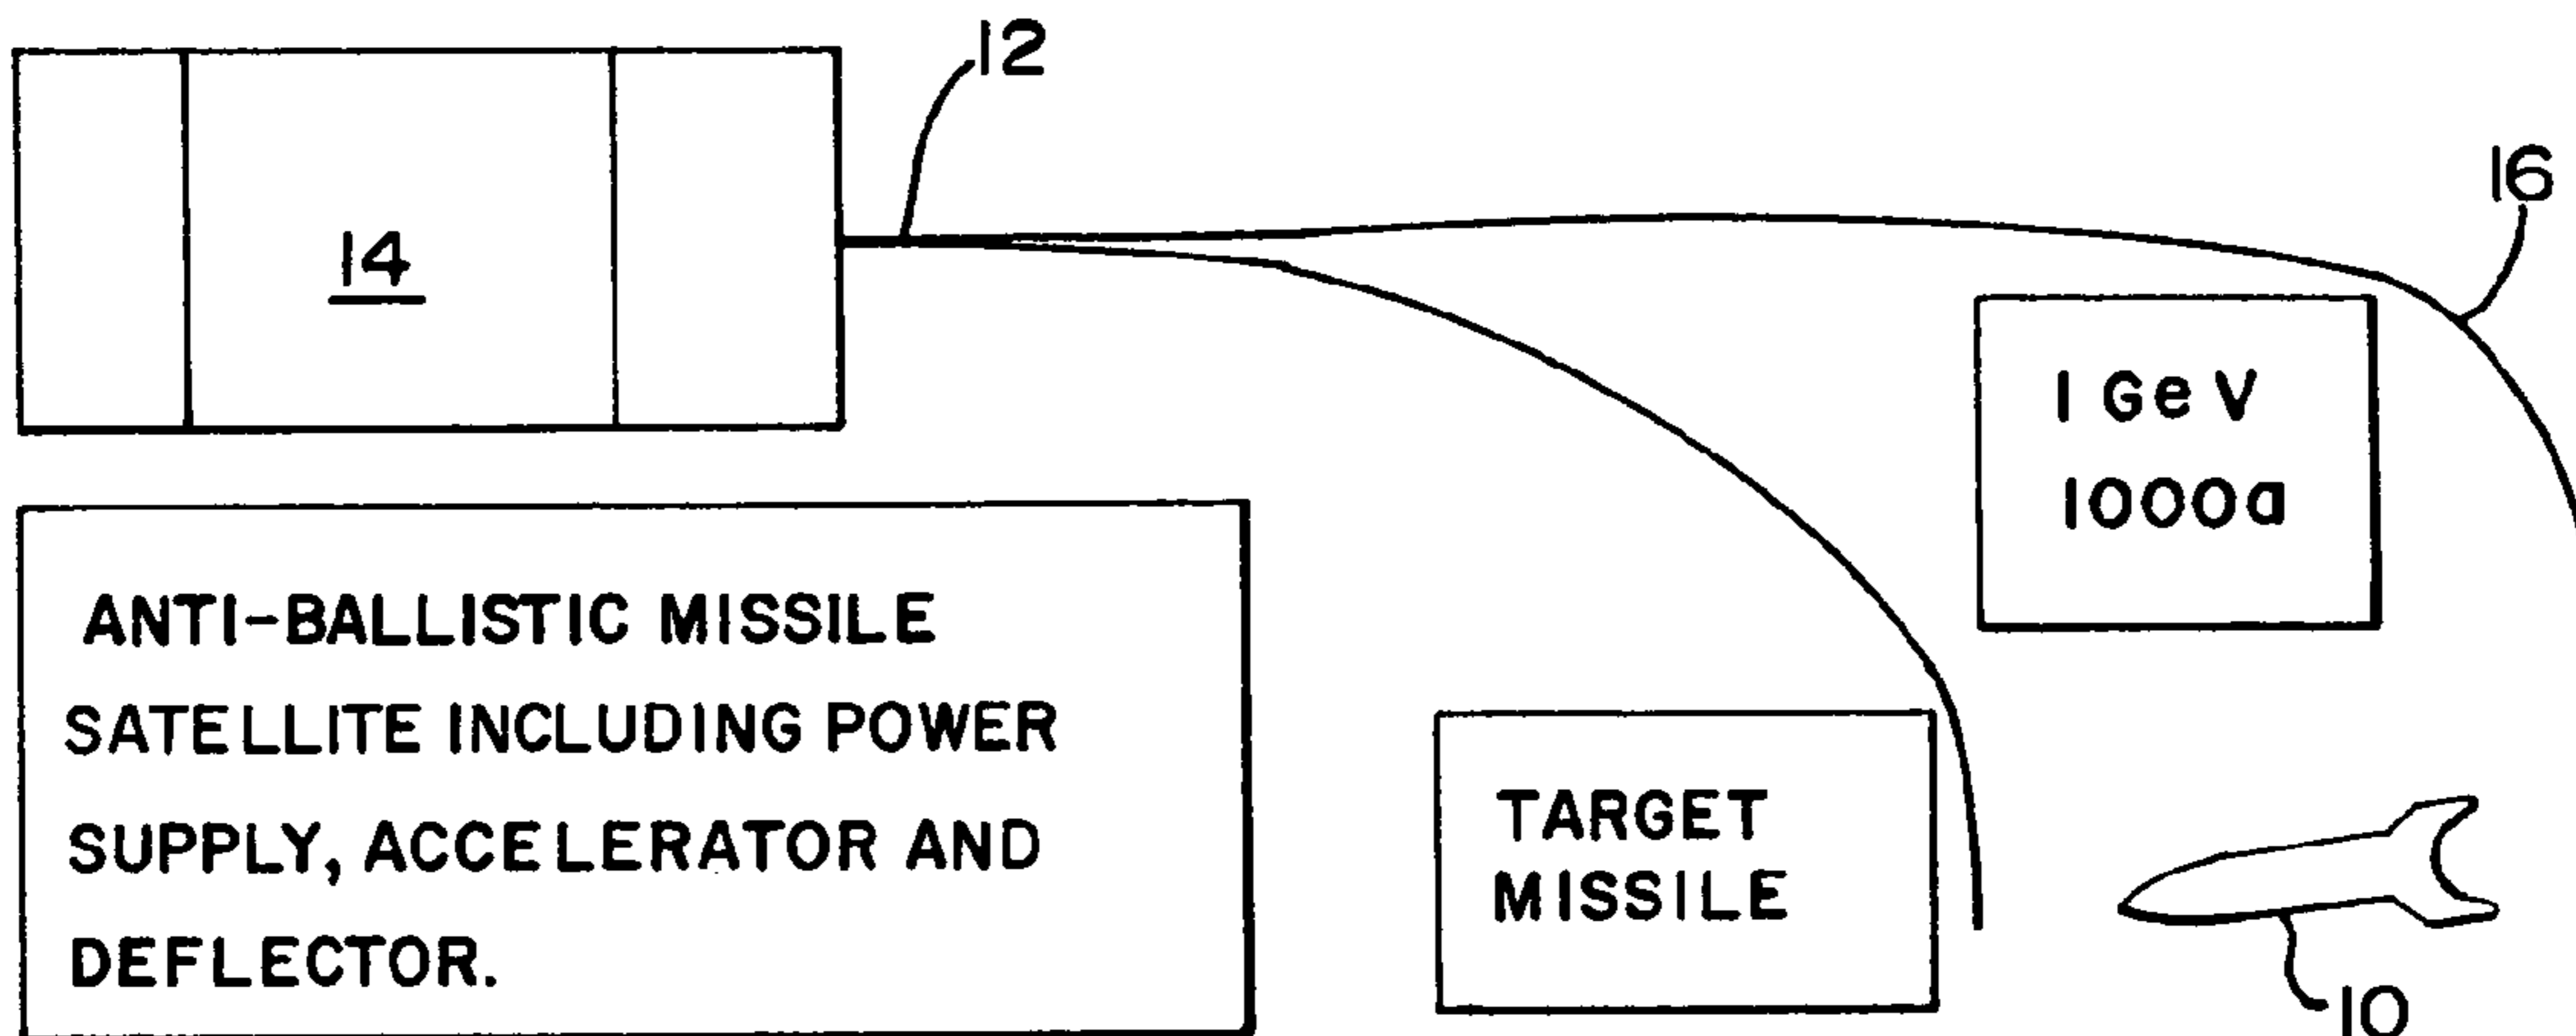 12
16
14
1 GeV
1000a
ANTI-BALLISTIC MISSILE
SATELLITE INCLUDING POWER
SUPPLY, ACCELERATOR AND
DEFLECTOR.
TARGET
MISSILE
10